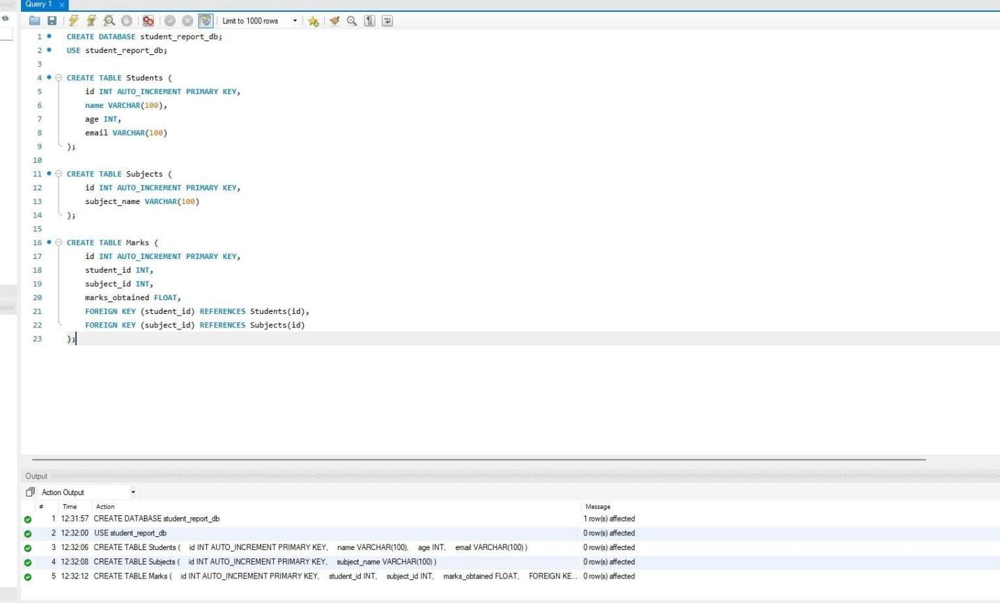 Query 1
Limit to 1000 rows
1 CREATE DATABASE student_report_db;
2 USE student_report_db;
3
4 CREATE TABLE Students (
5 id INT AUTO_INCREMENT PRIMARY KEY,
6 name VARCHAR(100),
7 age INT,
8 email VARCHAR(100)
9 );
10
11 CREATE TABLE Subjects (
12 id INT AUTO_INCREMENT PRIMARY KEY,
13 subject_name VARCHAR(100)
14 );
15
16 CREATE TABLE Marks (
17 id INT AUTO_INCREMENT PRIMARY KEY,
18 student_id INT,
19 subject_id INT,
20 marks_obtained FLOAT,
21 FOREIGN KEY (student_id) REFERENCES Students(id),
22 FOREIGN KEY (subject_id) REFERENCES Subjects(id)
23 );
Output
Action Output
# Time Action Message
1 12:31:57 CREATE DATABASE student_report_db 1 row(s) affected
2 12:32:00 USE student_report_db 0 row(s) affected
3 12:32:06 CREATE TABLE Students ( id INT AUTO_INCREMENT PRIMARY KEY, name VARCHAR(100), age INT, email VARCHAR(100) ) 0 row(s) affected
4 12:32:08 CREATE TABLE Subjects ( id INT AUTO_INCREMENT PRIMARY KEY, subject_name VARCHAR(100) ) 0 row(s) affected
5 12:32:12 CREATE TABLE Marks ( id INT AUTO_INCREMENT PRIMARY KEY, student_id INT, subject_id INT, marks_obtained FLOAT, FOREIGN KE... 0 row(s) affected